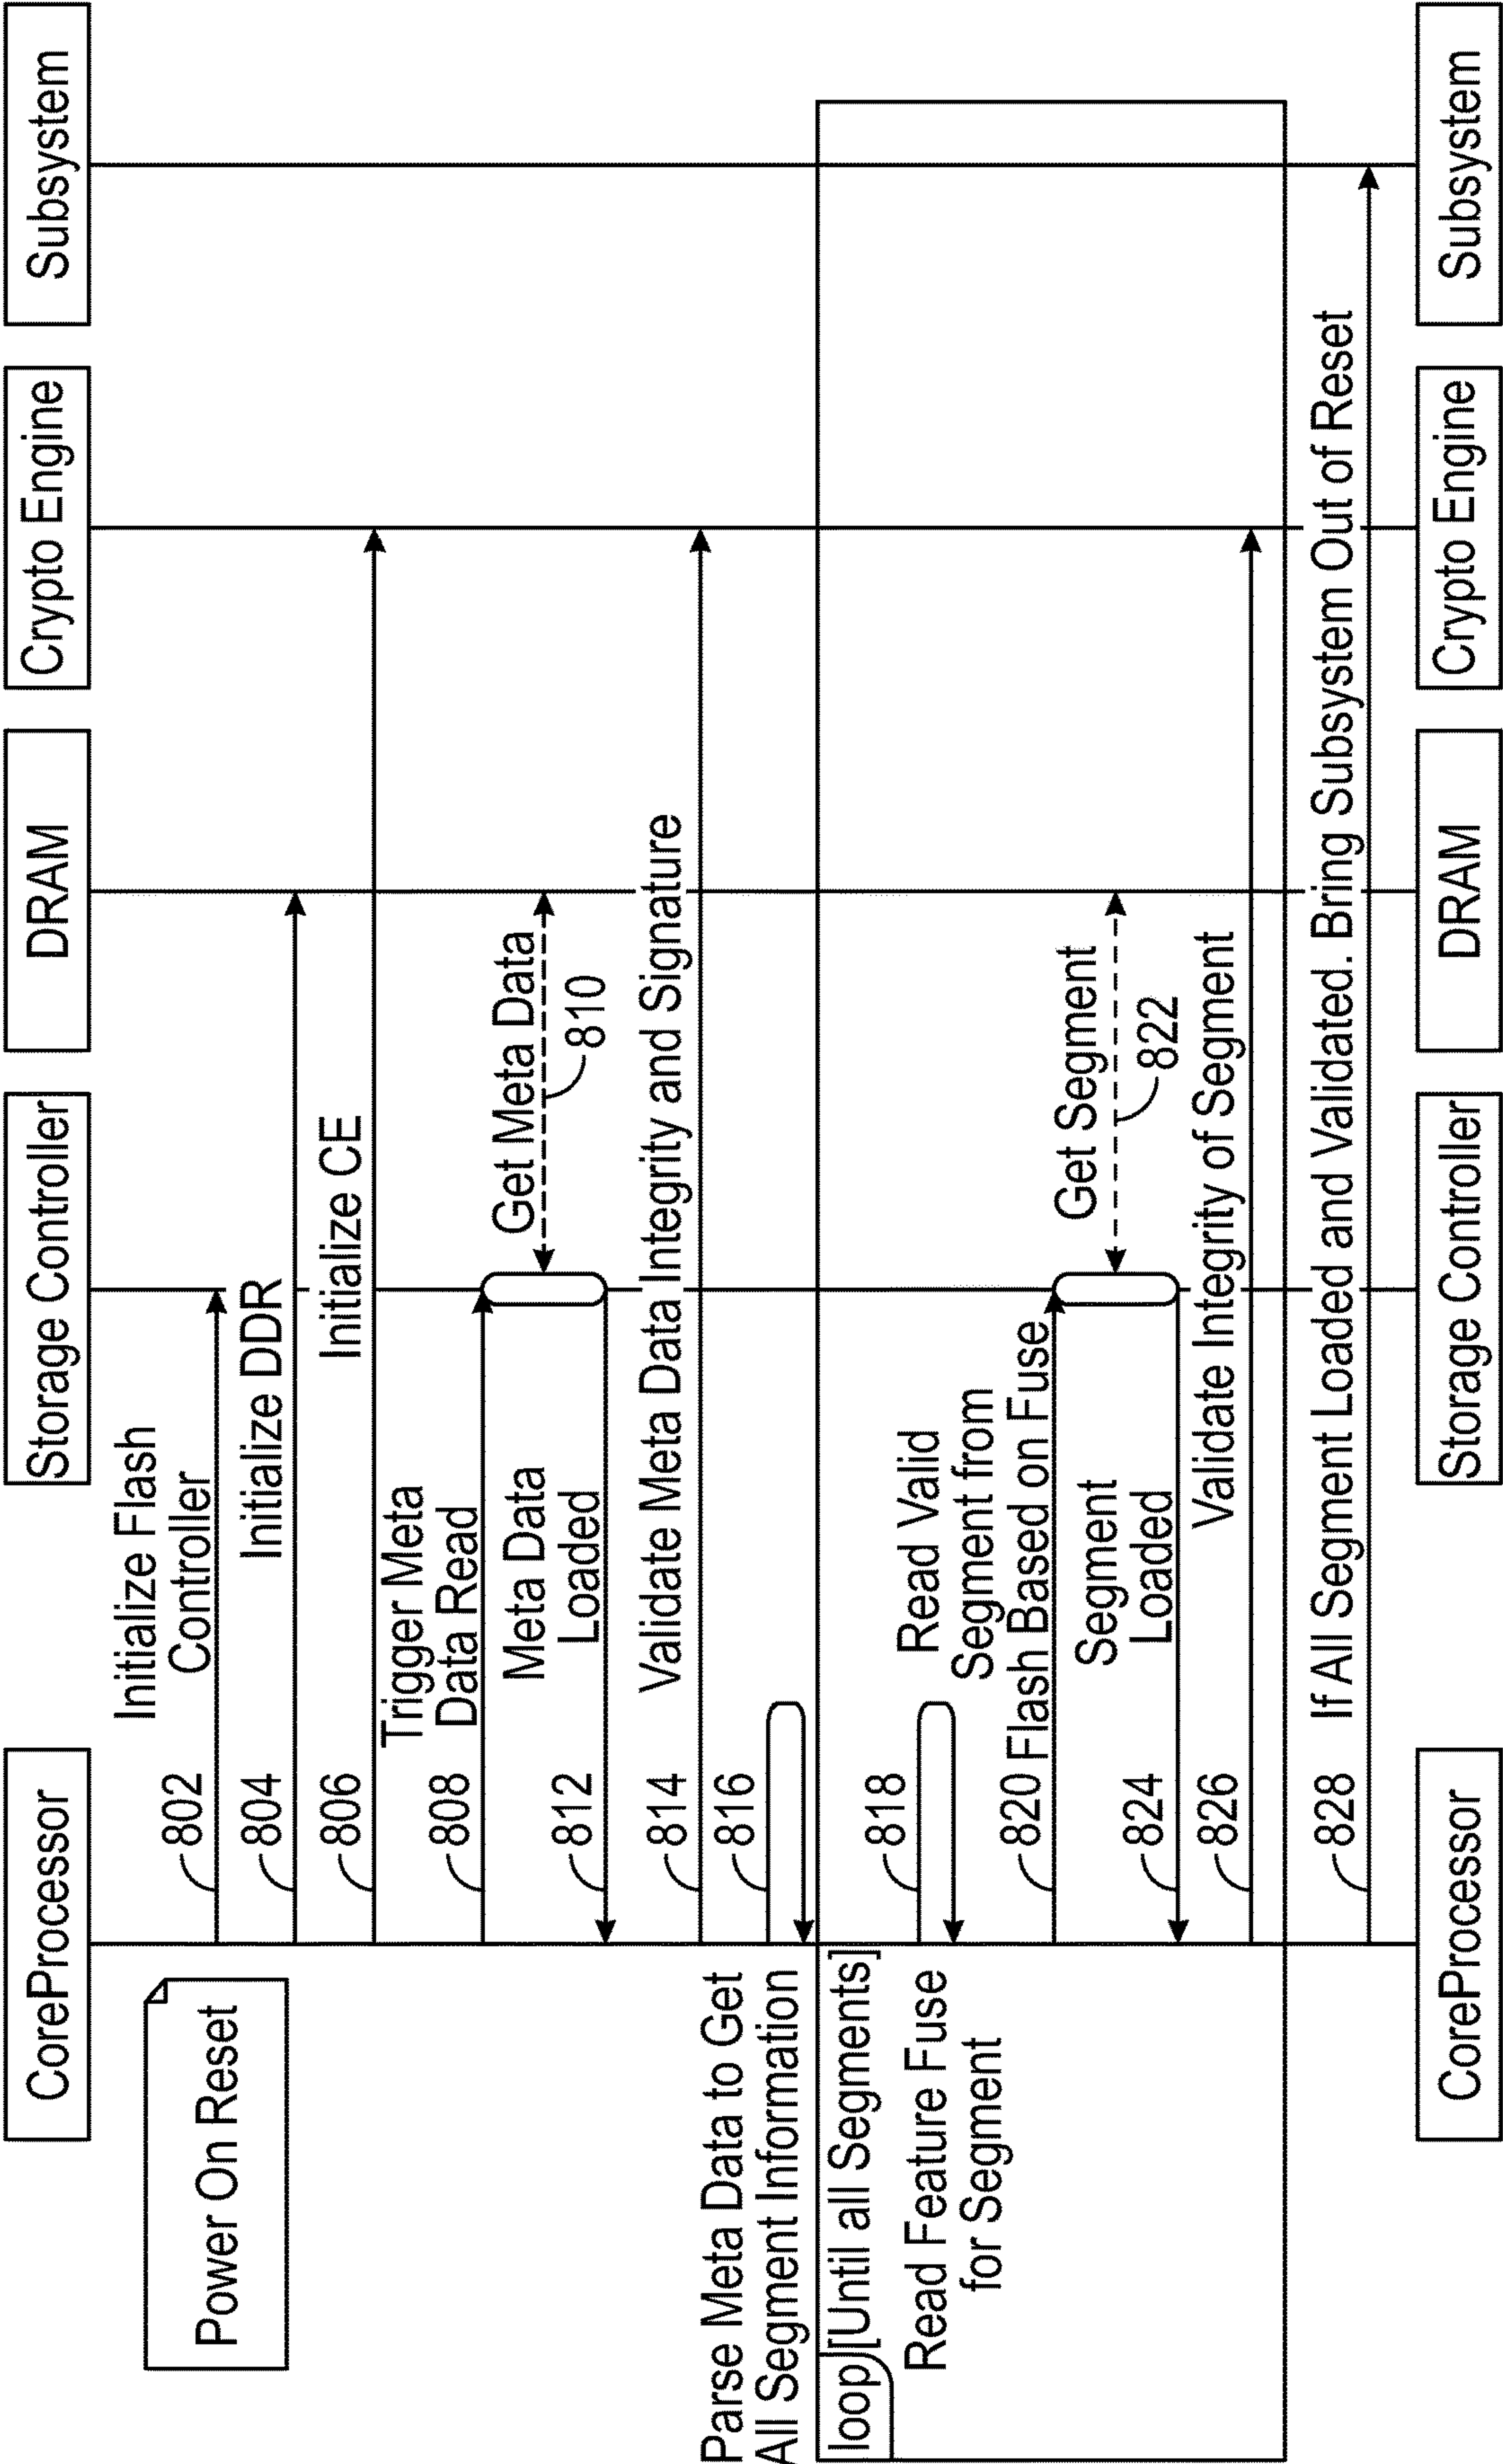 CoreProcessor
Storage Controller
DRAM
Crypto Engine
Subsystem
Power On Reset
Initialize Flash
Controller
802
Initialize DDR
804
Initialize CE
806
Trigger Meta
Data Read
808
Get Meta Data
810
Meta Data
Loaded
812
Validate Meta Data Integrity and Signature
814
Parse Meta Data to Get
All Segment Information
816
loop
[Until all Segments]
Read Feature Fuse
for Segment
818
Read Valid
Segment from
Flash Based on Fuse
820
Get Segment
822
Segment
Loaded
824
Validate Integrity of Segment
826
If All Segment Loaded and Validated. Bring Subsystem Out of Reset
828
CoreProcessor
Storage Controller
DRAM
Crypto Engine
Subsystem